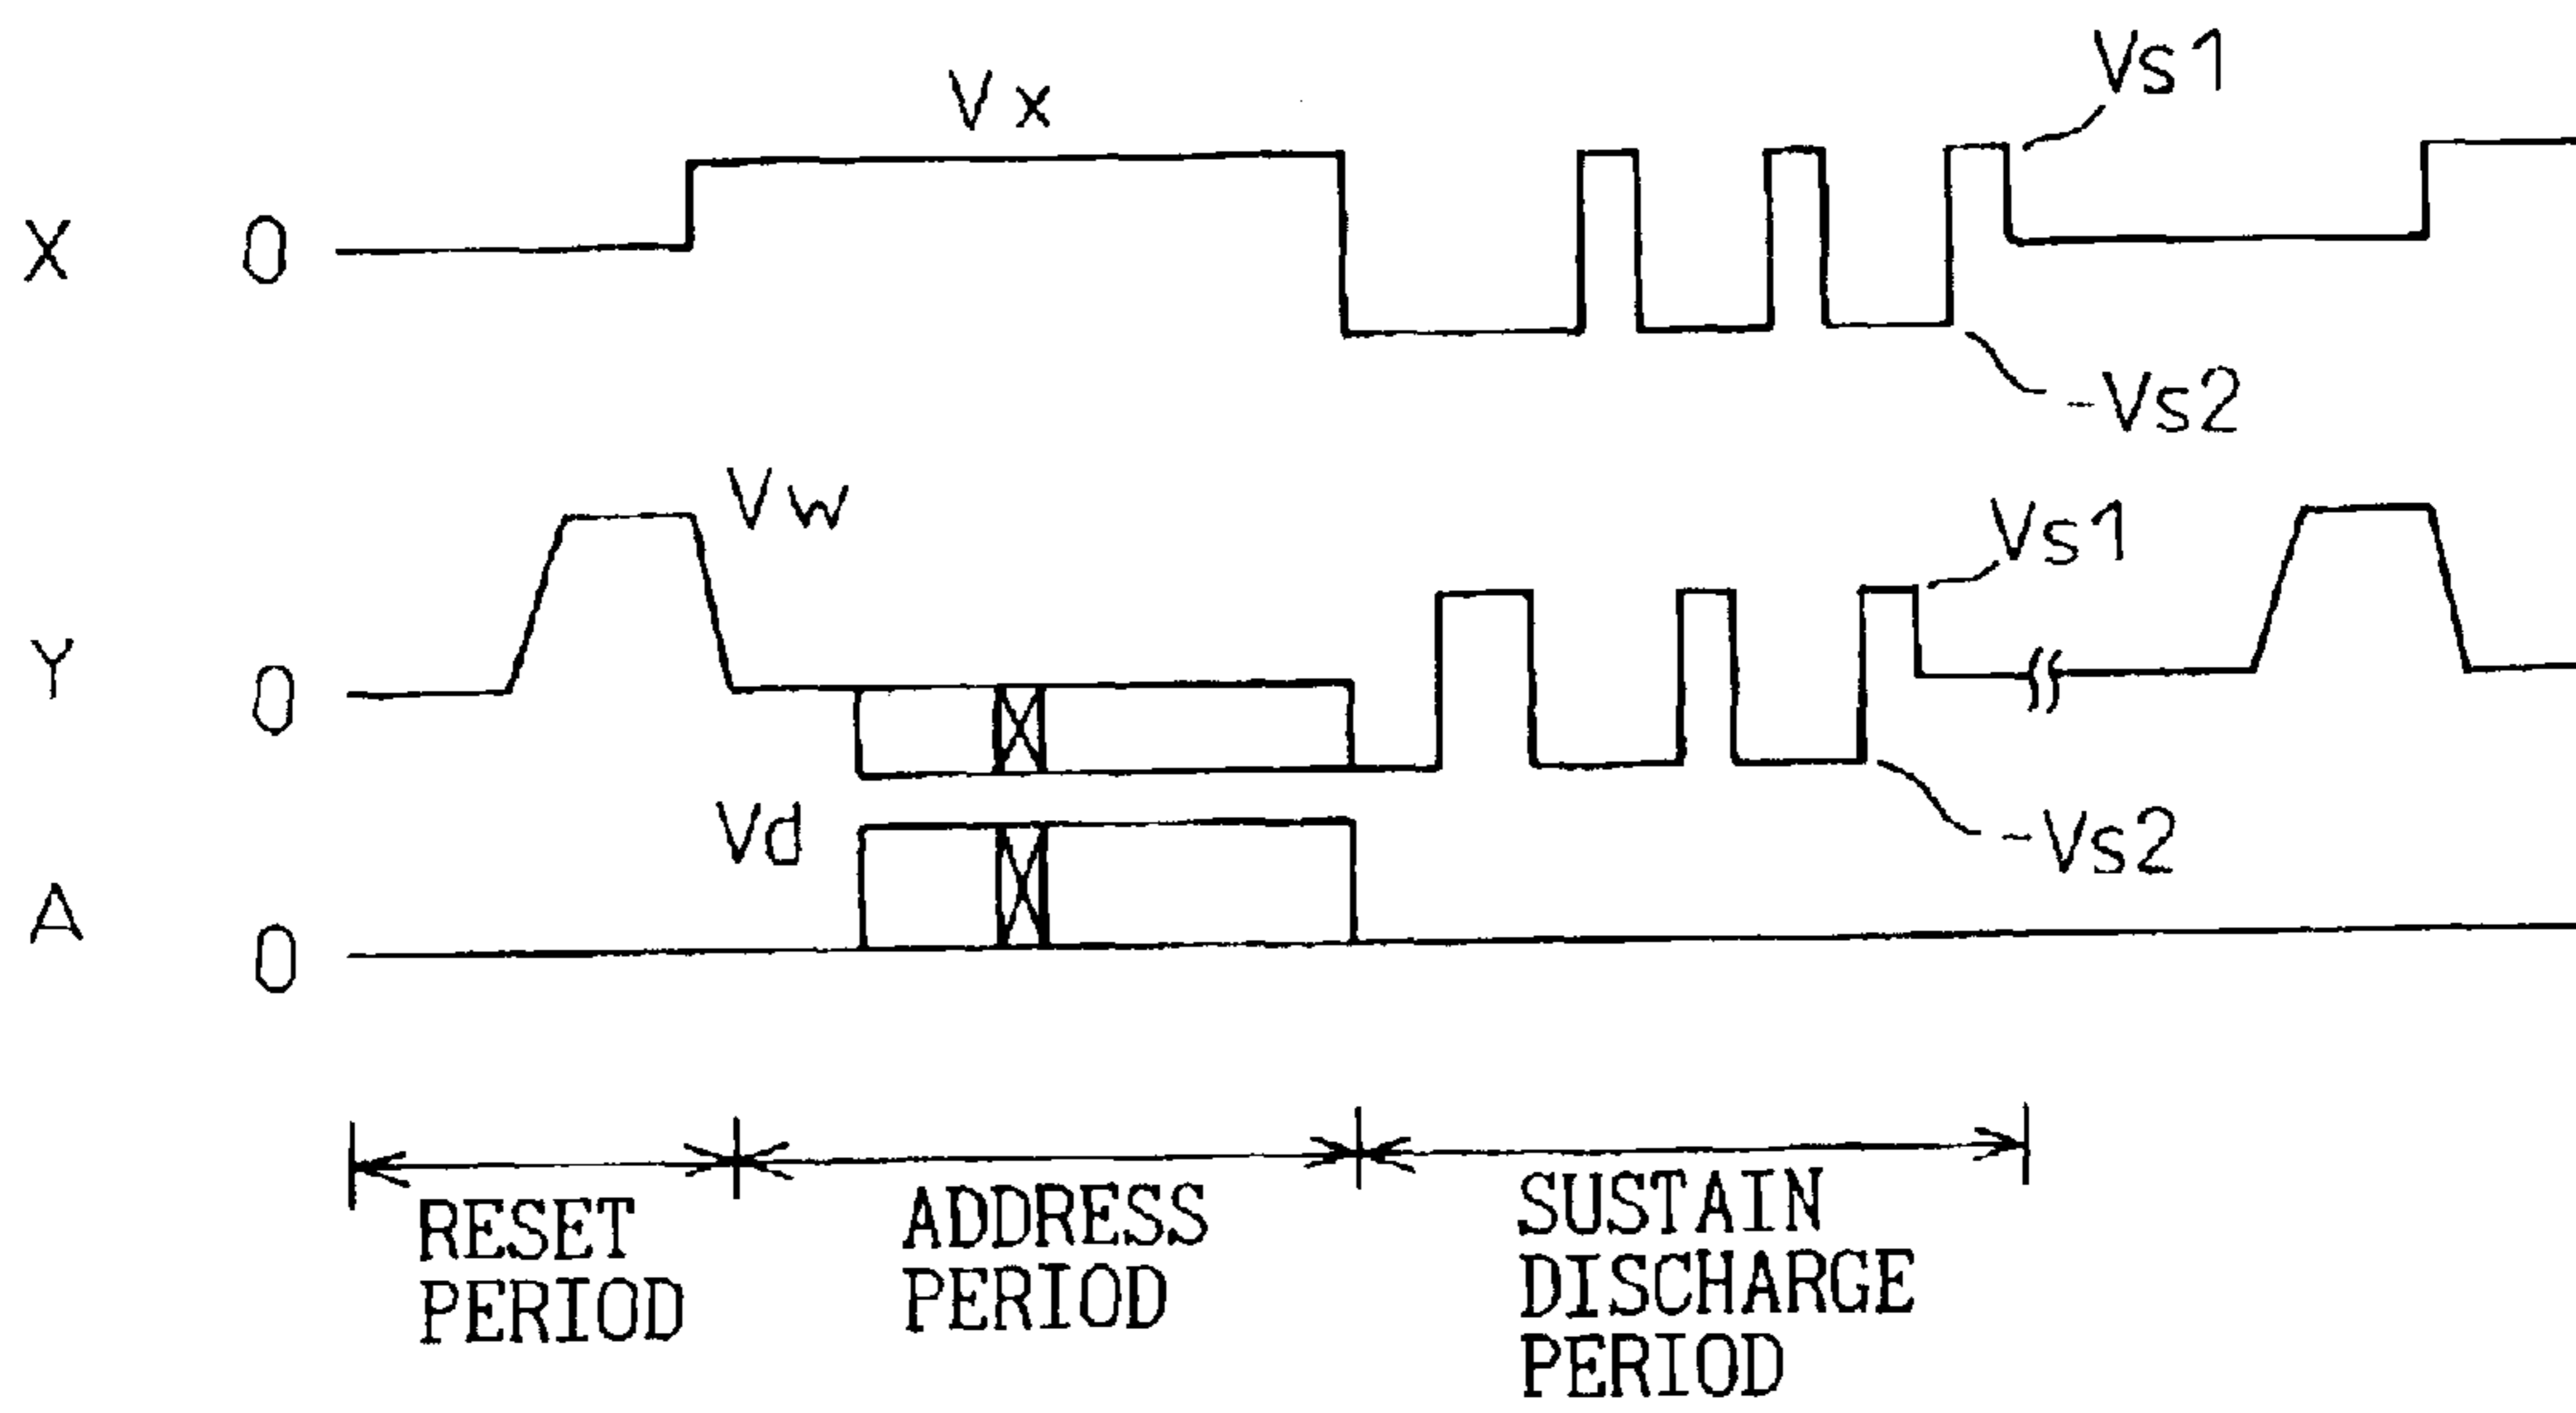 Vs1
Vx
X 0
-Vs2
Vw
Vs1
Y 0
Vd
-Vs2
A 0
RESET
PERIOD
ADDRESS
PERIOD
SUSTAIN
DISCHARGE
PERIOD